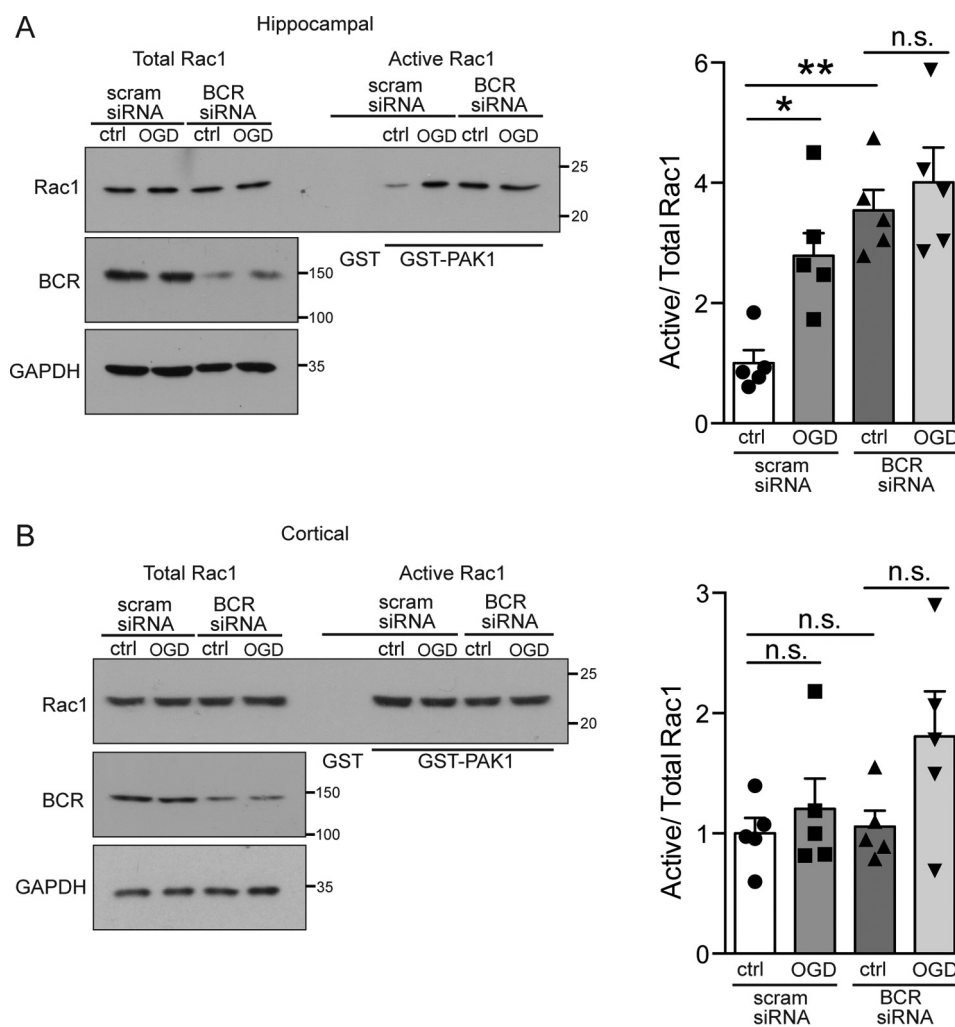 A
Hippocampal
Total Rac1
Active Rac1
scram siRNA
BCR siRNA
scram siRNA
BCR siRNA
ctrl OGD ctrl OGD
ctrl OGD ctrl OGD
Rac1
25
20
GST GST-PAK1
BCR
150
100
GAPDH
35
n.s.
**
*
Active/ Total Rac1
6
4
2
0
ctrl OGD ctrl OGD
scram siRNA
BCR siRNA
B
Cortical
Total Rac1
Active Rac1
scram siRNA
BCR siRNA
scram siRNA
BCR siRNA
ctrl OGD ctrl OGD
ctrl OGD ctrl OGD
Rac1
25
20
GST GST-PAK1
BCR
150
100
GAPDH
35
n.s.
n.s.
n.s.
Active/ Total Rac1
3
2
1
0
ctrl OGD ctrl OGD
scram siRNA
BCR siRNA